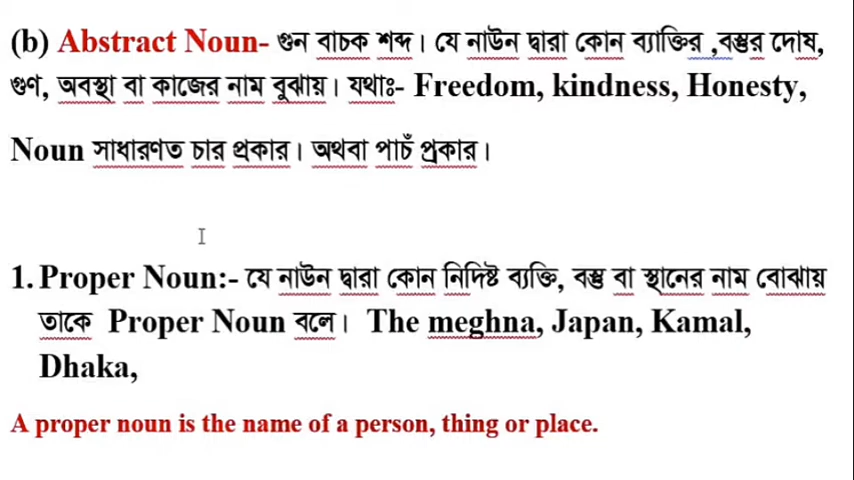 (b) Abstract Noun- গুন বাচক শব্দ। যে নাউন দ্বারা কোন ব্যাক্তির ,বস্তুর দোষ,
গুণ, অবস্থা বা কাজের নাম বুঝায়। যথাঃ- Freedom, kindness, Honesty,
Noun সাধারণত চার প্রকার। অথবা পাচঁ প্রকার।
1. Proper Noun:- যে নাউন দ্বারা কোন নিদিষ্ট ব্যক্তি, বস্তু বা স্থানের নাম বোঝায়
তাকে Proper Noun বলে। The meghna, Japan, Kamal,
Dhaka,
A proper noun is the name of a person, thing or place.